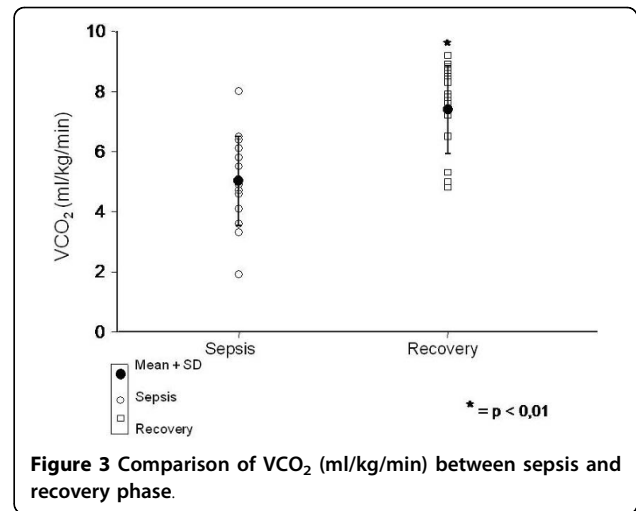 10
8
6
4
2
0
VCO₂ (ml/kg/min)
*
Sepsis
Recovery
Mean + SD
Sepsis
Recovery
* = p < 0,01
Figure 3 Comparison of VCO₂ (ml/kg/min) between sepsis and
recovery phase.